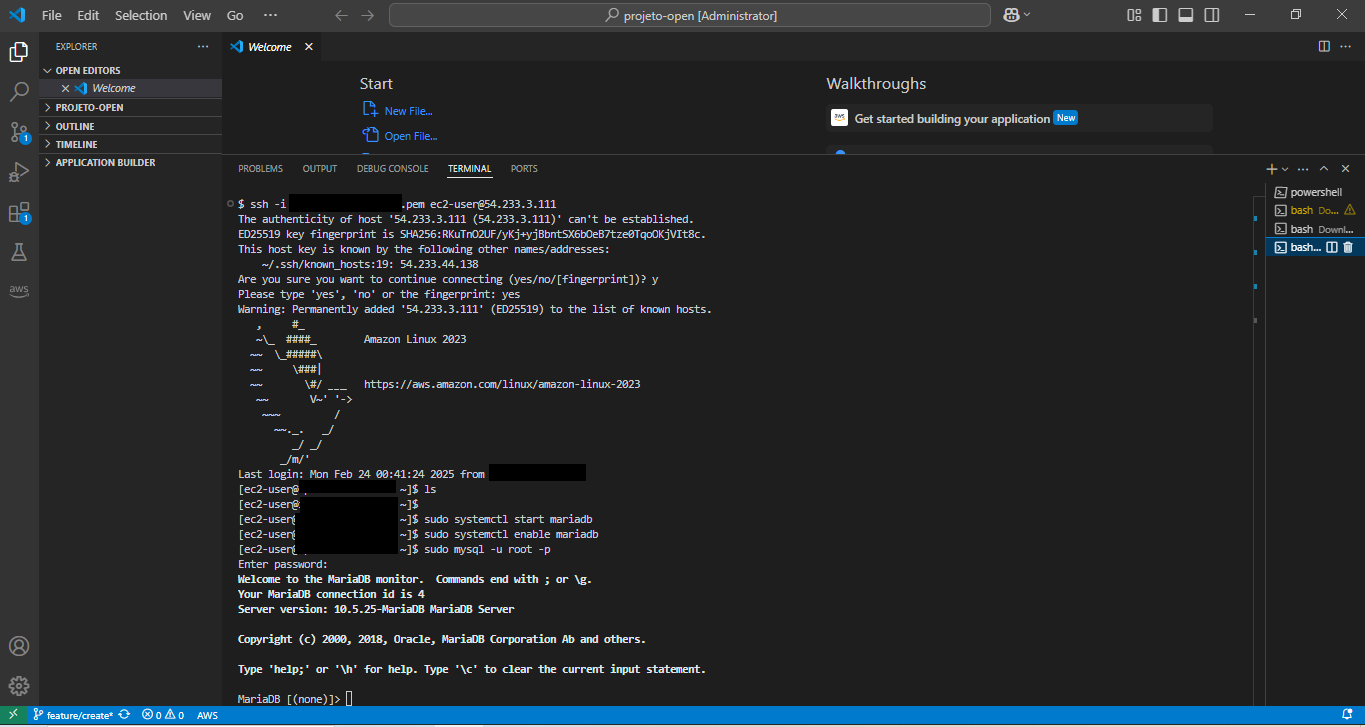 File Edit Selection View Go ··· projeto-open [Administrator]
EXPLORER ···
OPEN EDITORS
Welcome
PROJETO-OPEN
OUTLINE
TIMELINE
APPLICATION BUILDER
Welcome
Start
New File...
Open File...
Walkthroughs
aws Get started building your application New
PROBLEMS OUTPUT DEBUG CONSOLE TERMINAL PORTS
$ ssh -i .pem ec2-user@54.233.3.111
The authenticity of host '54.233.3.111 (54.233.3.111)' can't be established.
ED25519 key fingerprint is SHA256:RKuTnO2UF/yKj+yjBbntSX6bOeB7tze0TqoOKjVIt8c.
This host key is known by the following other names/addresses:
    ~/.ssh/known_hosts:19: 54.233.44.138
Are you sure you want to continue connecting (yes/no/[fingerprint])? y
Please type 'yes', 'no' or the fingerprint: yes
Warning: Permanently added '54.233.3.111' (ED25519) to the list of known hosts.
   ,     #_
   ~\_  ####_        Amazon Linux 2023
  ~~  \_#####\
  ~~     \###|
  ~~       \#/ ___   https://aws.amazon.com/linux/amazon-linux-2023
   ~~       V~' '->
    ~~~         /
      ~~._.   _/
         _/ _/
       _/m/'
Last login: Mon Feb 24 00:41:24 2025 from
[ec2-user@ ~]$ ls
[ec2-user@ ~]$
[ec2-user@ ~]$ sudo systemctl start mariadb
[ec2-user@ ~]$ sudo systemctl enable mariadb
[ec2-user@ ~]$ sudo mysql -u root -p
Enter password:
Welcome to the MariaDB monitor.  Commands end with ; or \g.
Your MariaDB connection id is 4
Server version: 10.5.25-MariaDB MariaDB Server
Copyright (c) 2000, 2018, Oracle, MariaDB Corporation Ab and others.
Type 'help;' or '\h' for help. Type '\c' to clear the current input statement.
MariaDB [(none)]>
powershell
bash Do...
bash Downl...
bash...
1
1
aws
feature/create* 0 0 AWS